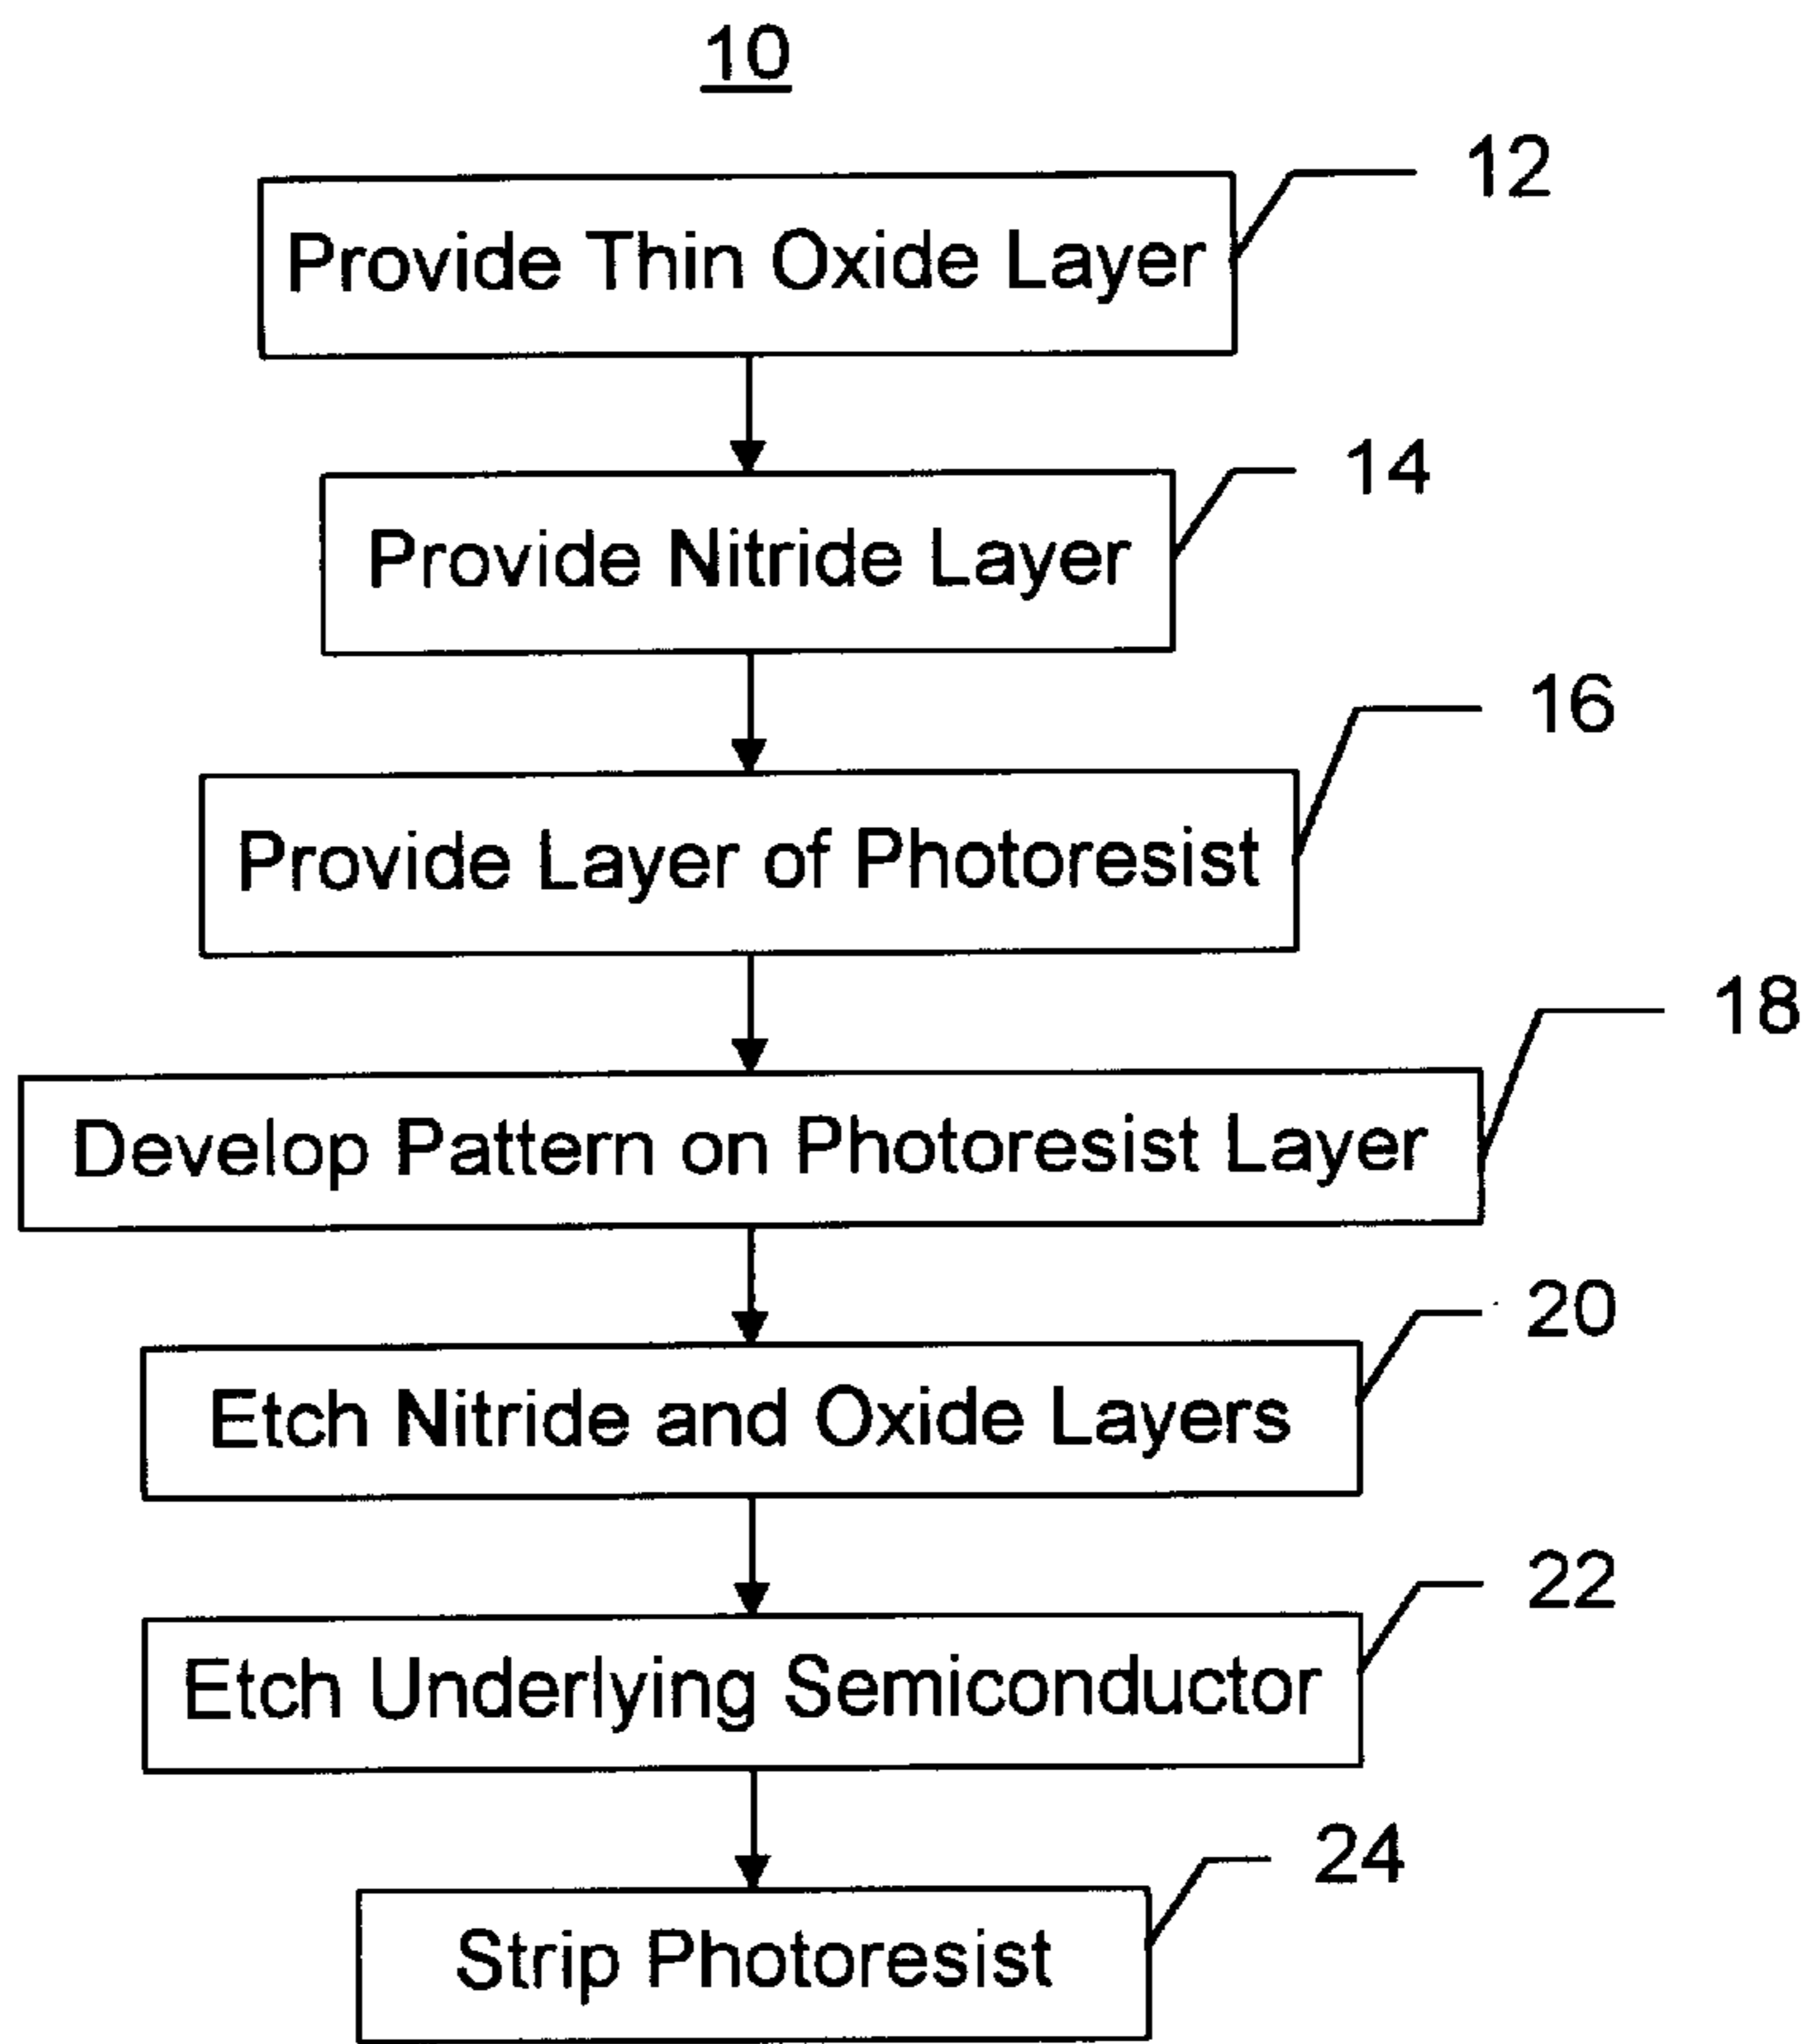 10
12
Provide Thin Oxide Layer
14
Provide Nitride Layer
16
Provide Layer of Photoresist
18
Develop Pattern on Photoresist Layer
20
Etch Nitride and Oxide Layers
22
Etch Underlying Semiconductor
24
Strip Photoresist